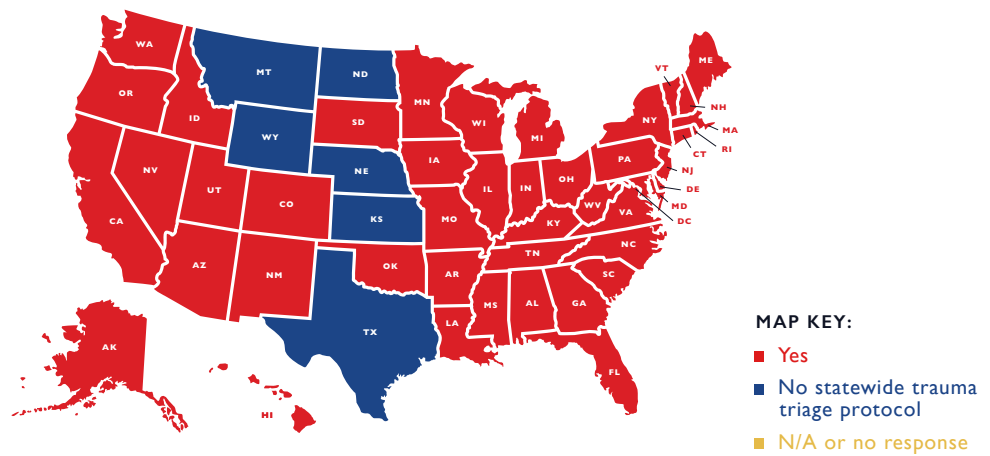 WA
MT
ND
MN
ME
VT
OR
ID
SD
WI
MI
NY
NH
MA
RI
CT
WY
IA
PA
NJ
NV
UT
NE
IL
IN
OH
DE
MD
DC
CO
KS
MO
WV
VA
KY
CA
NC
TN
AZ
NM
OK
AR
SC
MS
AL
GA
LA
TX
AK
FL
HI
MAP KEY:
Yes
No statewide trauma
triage protocol
N/A or no response